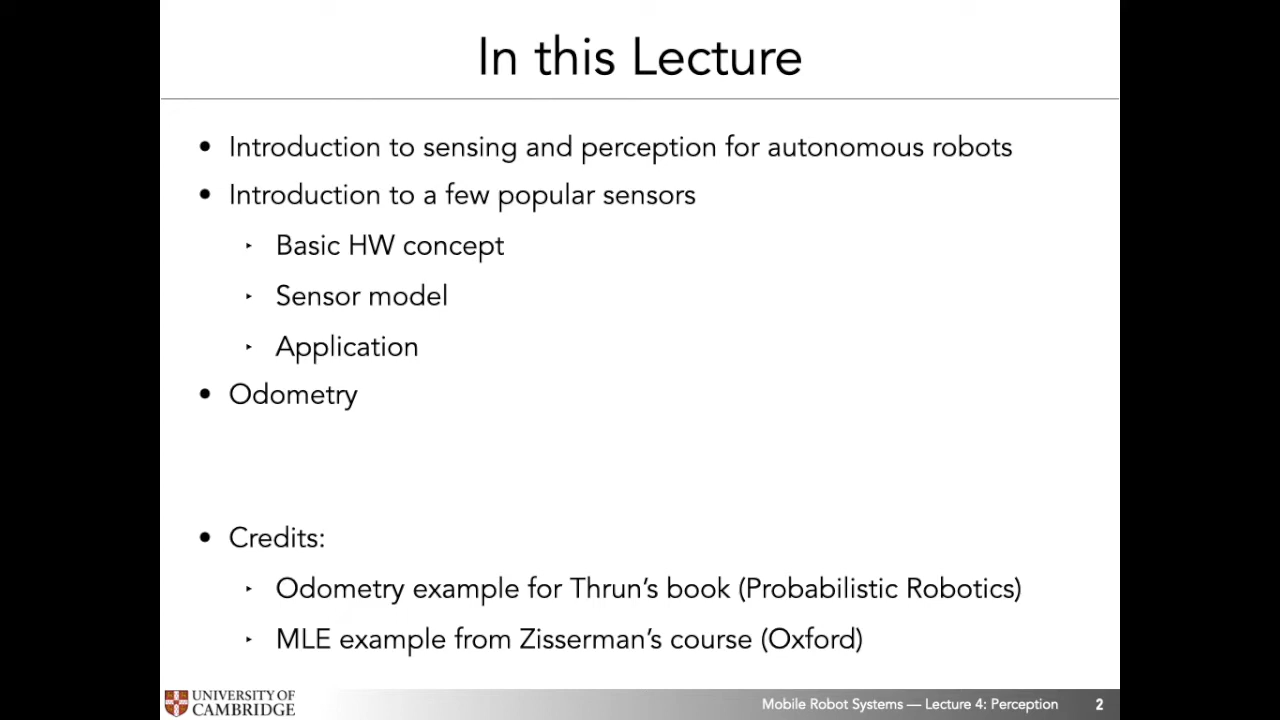 In this Lecture
• Introduction to sensing and perception for autonomous robots
• Introduction to a few popular sensors
‣ Basic HW concept
‣ Sensor model
‣ Application
• Odometry
• Credits:
‣ Odometry example for Thrun's book (Probabilistic Robotics)
‣ MLE example from Zisserman's course (Oxford)
UNIVERSITY OF
CAMBRIDGE
Mobile Robot Systems — Lecture 4: Perception 2